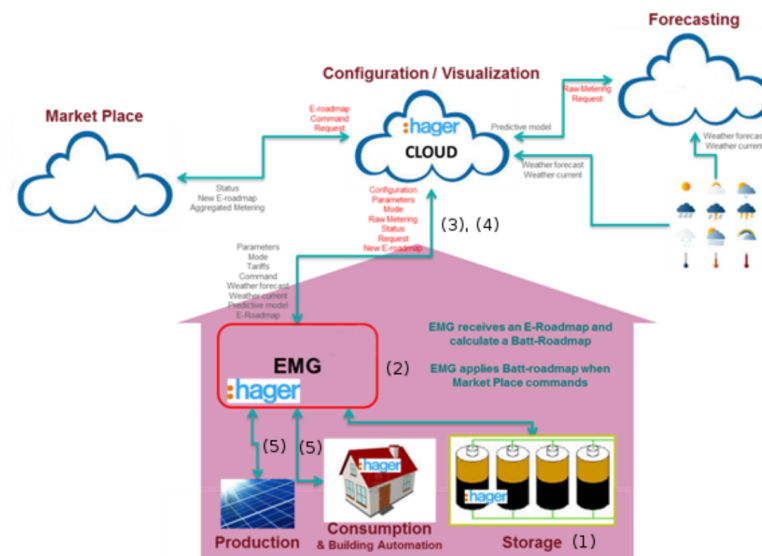 Forecasting
Configuration / Visualization
Market Place
E-roadmap
Command
Request
:hager
CLOUD
Raw Metering
Request
Predictive model
Weather forecast
Weather current
Weather forecast
Weather current
Status
New E-roadmap
Aggregated Metering
Configuration
Parameters
Mode
Raw Metering
Status
Request
New E-roadmap
(3), (4)
Parameters
Mode
Tariffs
Command
Weather forecast
Weather current
Predictive model
E-Roadmap
EMG receives an E-Roadmap and
calculate a Batt-Roadmap
EMG
(2)
:hager
EMG applies Batt-roadmap when
Market Place commands
(5)
(5)
:hager
:hager
Production
Consumption
& Building Automation
Storage (1)